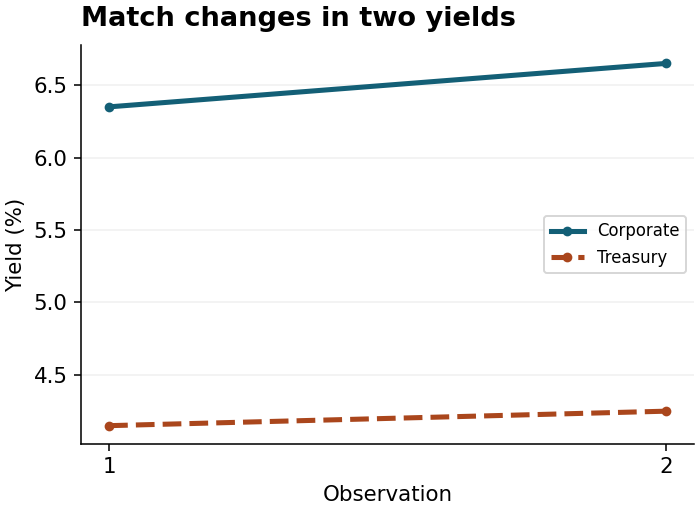 Match changes in two yields
6.5
6.0
5.5
5.0
4.5
Yield (%)
Corporate
Treasury
1
2
Observation